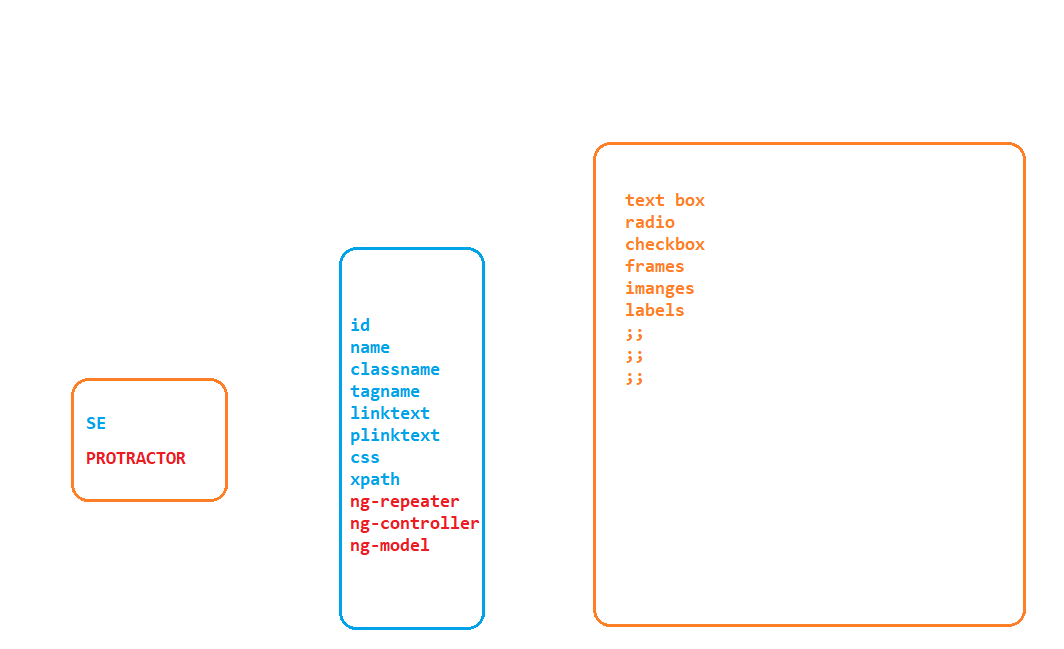 SE
PROTRACTOR
id
name
classname
tagname
linktext
plinktext
css
xpath
ng-repeater
ng-controller
ng-model
text box
radio
checkbox
frames
imanges
labels
;;
;;
;;